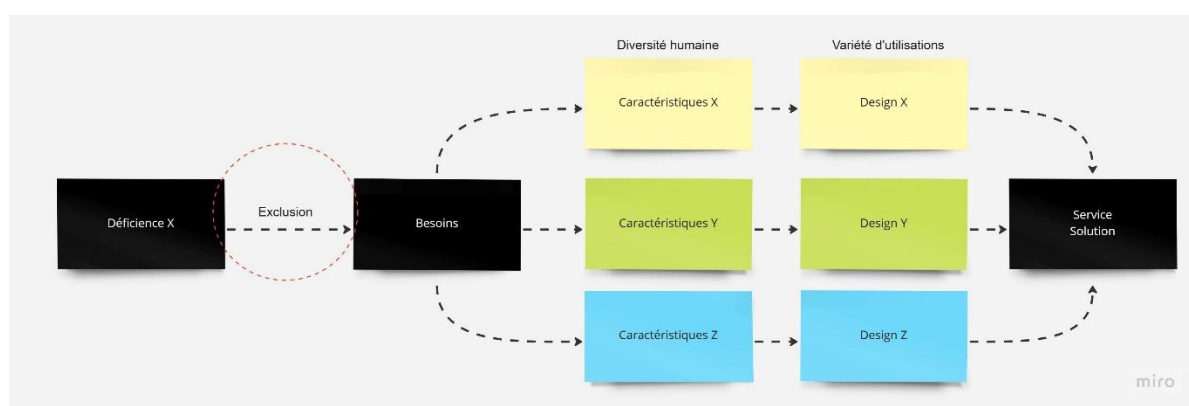 Diversité humaine
Variété d'utilisations
Caractéristiques X
Design X
Déficience X
Exclusion
Besoins
Caractéristiques Y
Design Y
Service
Solution
Caractéristiques Z
Design Z
miro